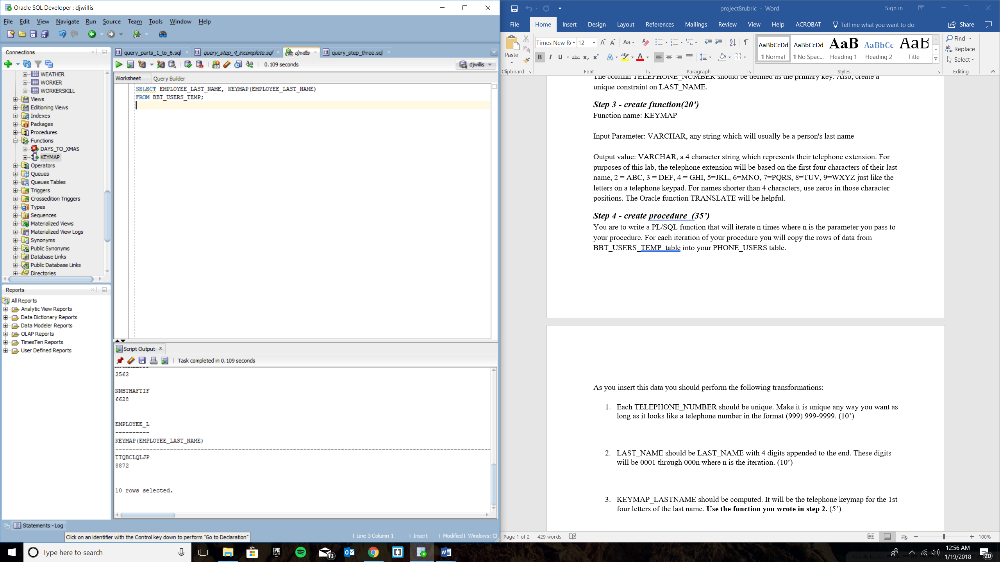 Oracle SQL Developer : djwillis
File Edit View Navigate Run Source Team Tools Window Help
Connections
WEATHER
WORKER
WORKERSKILL
Views
Editioning Views
Indexes
Packages
Procedures
Functions
DAYS_TO_XMAS
KEYMAP
Operators
Queues
Queues Tables
Triggers
Crossedition Triggers
Types
Sequences
Materialized Views
Materialized View Logs
Synonyms
Public Synonyms
Database Links
Public Database Links
Directories
Reports
All Reports
Analytic View Reports
Data Dictionary Reports
Data Modeler Reports
OLAP Reports
TimesTen Reports
User Defined Reports
query_parts_1_to_6.sql query_step_4_incomplete.sql djwillis query_step_three.sql
0.109 seconds djwillis
Worksheet Query Builder
SELECT EMPLOYEE_LAST_NAME, KEYMAP(EMPLOYEE_LAST_NAME)
FROM BBT_USERS_TEMP;
Script Output
Task completed in 0.109 seconds
2562
NNBTHAFTIF
6628
EMPLOYEE_L
----------
KEYMAP(EMPLOYEE_LAST_NAME)
TTQBCLQLJP
8872
10 rows selected.
Statements - Log
Click on an identifier with the Control key down to perform "Go to Declaration"
| Line 3 Column 1 | Insert | Modified | Windows: CF
project8rubric - Word
Sign in
File Home Insert Design Layout References Mailings Review View Help ACROBAT Tell me what you want to do Share
Paste
Times New R 12
AaBbCcDd AaBbCcDd AaB AaBbCc AaB
¶ Normal ¶ No Spac... Heading 1 Heading 2 Title
Find
Replace
Select
Clipboard Font Paragraph Styles Editing
The column TELEPHONE_NUMBER should be defined as the primary key. Also, create a
unique constraint on LAST_NAME.
Step 3 - create function(20’)
Function name: KEYMAP
Input Parameter: VARCHAR, any string which will usually be a person's last name
Output value: VARCHAR, a 4 character string which represents their telephone extension. For
purposes of this lab, the telephone extension will be based on the first four characters of their last
name, 2 = ABC, 3 = DEF, 4 = GHI, 5=JKL, 6=MNO, 7=PQRS, 8=TUV, 9=WXYZ just like the
letters on a telephone keypad. For names shorter than 4 characters, use zeros in those character
positions. The Oracle function TRANSLATE will be helpful.
Step 4 - create procedure (35’)
You are to write a PL/SQL function that will iterate n times where n is the parameter you pass to
your procedure. For each iteration of your procedure you will copy the rows of data from
BBT_USERS_TEMP table into your PHONE_USERS table.
As you insert this data you should perform the following transformations:
1. Each TELEPHONE_NUMBER should be unique. Make it is unique any way you want as
long as it looks like a telephone number in the format (999) 999-9999. (10’)
2. LAST_NAME should be LAST_NAME with 4 digits appended to the end. These digits
will be 0001 through 000n where n is the iteration. (10’)
3. KEYMAP_LASTNAME should be computed. It will be the telephone keymap for the 1st
four letters of the last name. Use the function you wrote in step 2. (5’)
Page 1 of 2 429 words
100%
Type here to search
EPIC GAMES
13
12:56 AM
1/19/2018
20